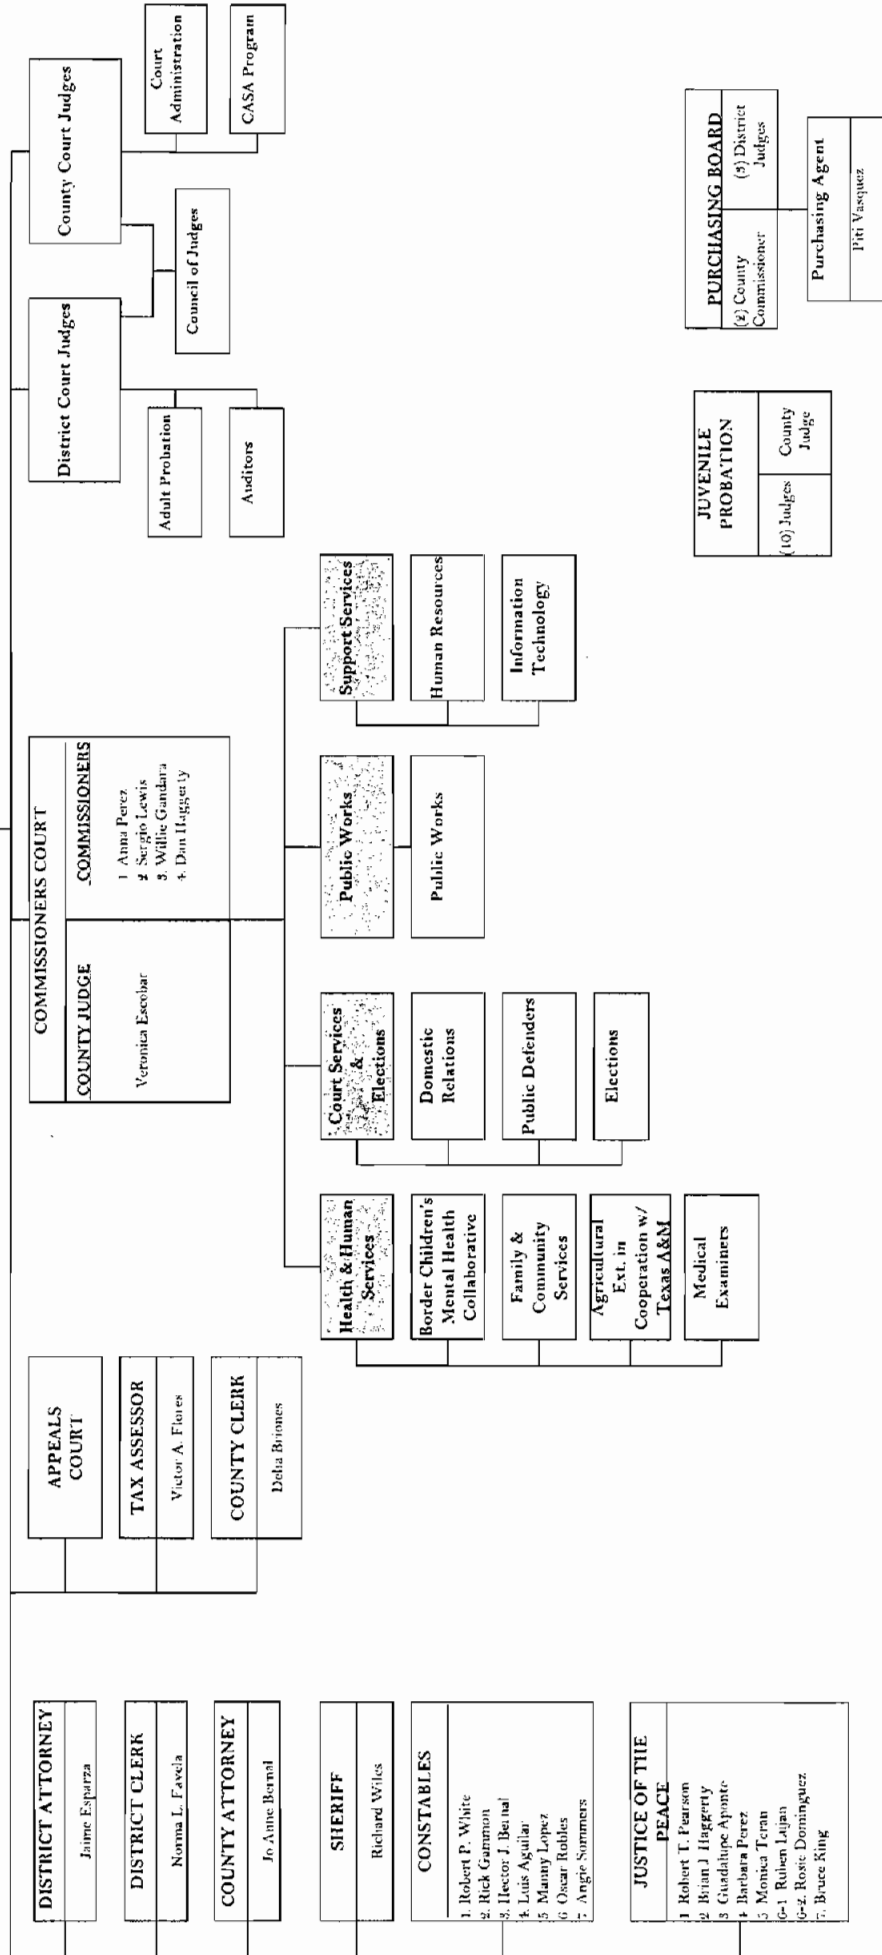 DISTRICT ATTORNEY
Jaime Esparza
DISTRICT CLERK
Norma L. Favela
COUNTY ATTORNEY
Jo Anne Bernal
SHERIFF
Richard Wiles
CONSTABLES
1. Robert P. White
2. Rick Gammon
3. Hector J. Bernal
4. Luis Aguilar
5 Manny Lopez
6 Oscar Robles
7 Angie Sommers
JUSTICE OF THE
PEACE
1 Robert T. Pearson
2 Brian J Haggerty
3 Guadalupe Aponte
4 Barbara Perez
5 Monica Teran
6-1 Ruben Lujan
6-2. Rosie Dominguez
7. Bruce King
APPEALS
COURT
TAX ASSESSOR
Victor A. Flores
COUNTY CLERK
Delia Briones
COMMISSIONERS COURT
COUNTY JUDGE
Veronica Escobar
COMMISSIONERS
1 Anna Perez
2 Sergio Lewis
3. Willie Gandara
4. Dan Haggerty
Health & Human
Services
Border Children's
Mental Health
Collaborative
Family &
Community
Services
Agricultural
Ext. in
Cooperation w/
Texas A&M
Medical
Examiners
Court Services
&
Elections
Domestic
Relations
Public Defenders
Elections
Public Works
Public Works
Support Services
Human Resources
Information
Technology
District Court Judges
Adult Probation
Auditors
Council of Judges
County Court Judges
Court
Administration
CASA Program
JUVENILE
PROBATION
(10) Judges
County
Judge
PURCHASING BOARD
(2) County
Commissioner
(3) District
Judges
Purchasing Agent
Piti Vasquez